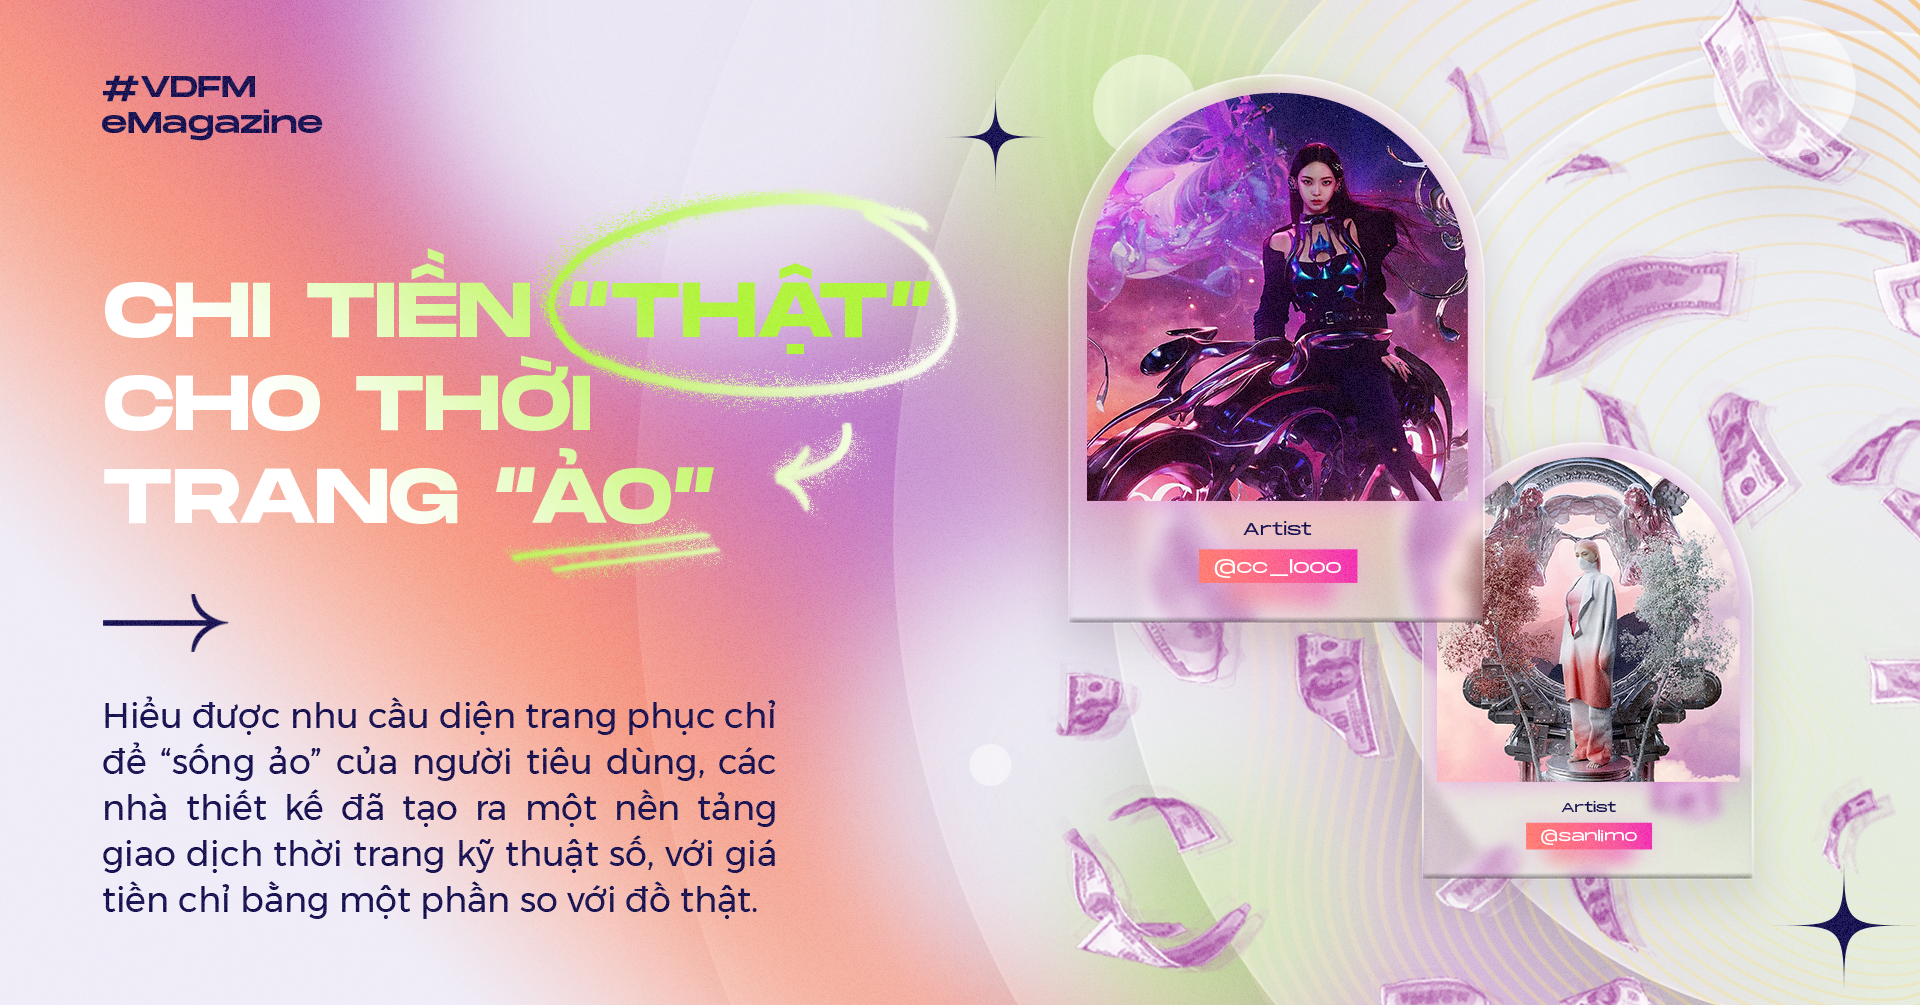 #VDFM
eMagazine
CHI TIỀN “THẬT”
CHO THỜI
TRANG “ẢO”
Hiểu được nhu cầu diện trang phục chỉ
để “sống ảo” của người tiêu dùng, các
nhà thiết kế đã tạo ra một nền tảng
giao dịch thời trang kỹ thuật số, với giá
tiền chỉ bằng một phần so với đồ thật.
Artist
@cc_looo
Artist
@sanlimo